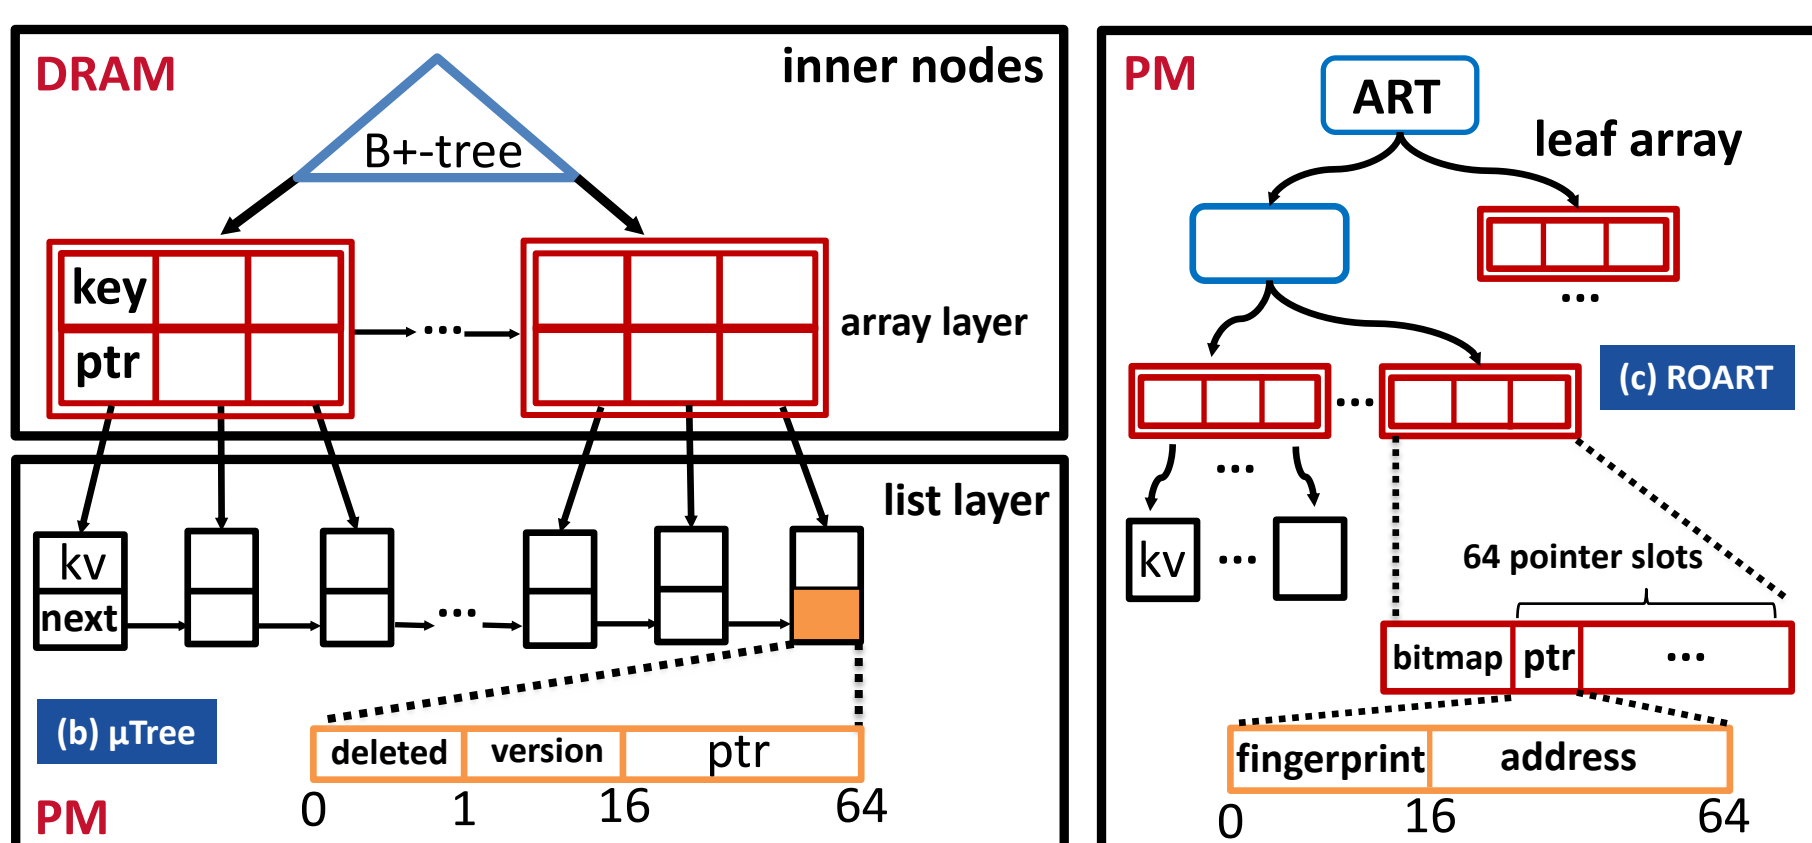 DRAM
inner nodes
B+-tree
key
ptr
...
array layer
list layer
kv
next
...
(b) μTree
deleted
version
ptr
0
1
16
64
PM
PM
ART
leaf array
...
(c) ROART
...
...
kv
...
64 pointer slots
bitmap
ptr
...
fingerprint
address
0
16
64